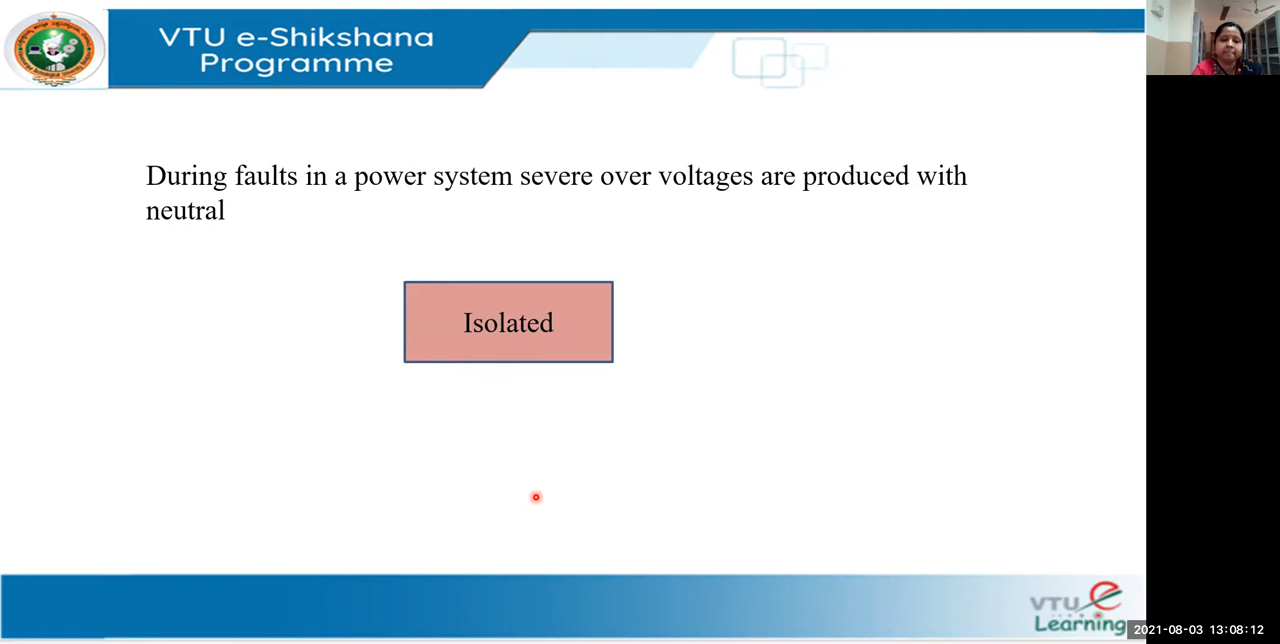 VTU e-Shikshana
Programme
During faults in a power system severe over voltages are produced with
neutral
Isolated
VTU e
Learning
2021-08-03 13:08:12